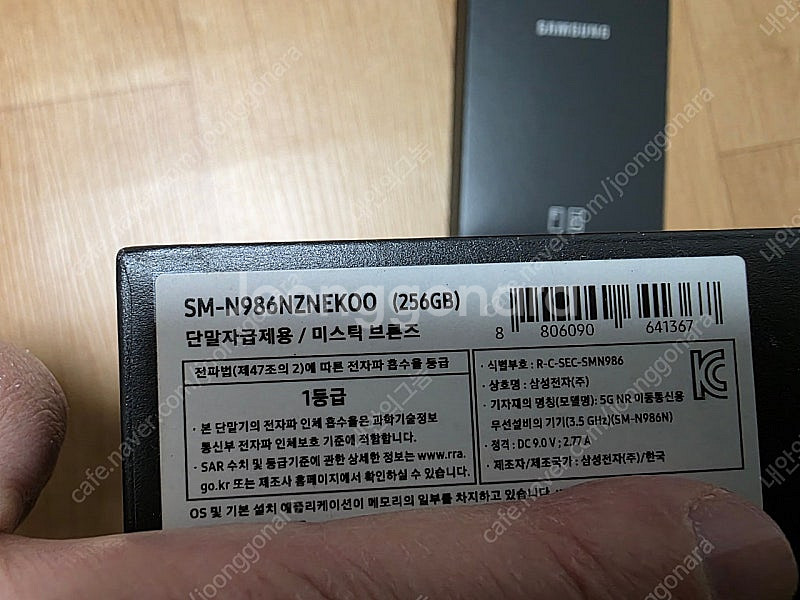 SAMSUNG
SM-N986NZNEKOO (256GB)
단말자급제용 / 미스틱 브론즈
8 806090 641367
전파법(제47조의 2)에 따른 전자파 흡수율 등급
1등급
· 본 단말기의 전자파 인체 흡수율은 과학기술정보
통신부 전자파 인체보호 기준에 적합합니다.
· SAR 수치 및 등급기준에 관한 상세한 정보는 www.rra.
go.kr 또는 제조사 홈페이지에서 확인하실 수 있습니다.
· 식별부호 : R-C-SEC-SMN986
· 상호명 : 삼성전자(주)
· 기자재의 명칭(모델명): 5G NR 이동통신용
무선설비의 기기(3.5 GHz)(SM-N986N)
· 정격 : DC 9.0 V ; 2.77 A
· 제조자/제조국가 : 삼성전자(주)/한국
OS 및 기본 설치 애플리케이션이 메모리의 일부를 차지하고 있습니다.
joonggonara
cafe.naver.com/joonggonara